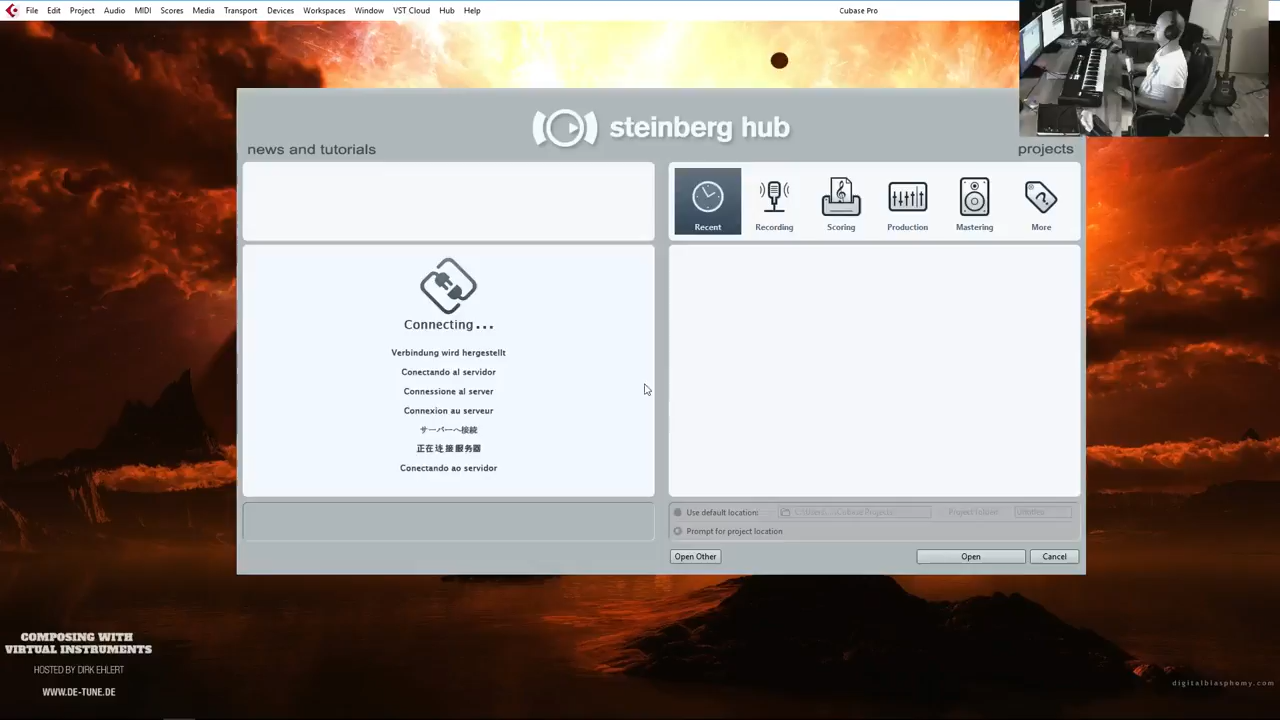 File Edit Project Audio MIDI Scores Media Transport Devices Workspaces Window VST Cloud Hub Help
Cubase Pro
steinberg hub
news and tutorials
projects
Recent
Recording
Scoring
Production
Mastering
More
Connecting...
Verbindung wird hergestellt
Conectando al servidor
Connessione al server
Connexion au serveur
サーバーへ接続
正在连接服务器
Conectando ao servidor
Use default location:
Project folder
Untitled
Prompt for project location
Open Other
Open
Cancel
COMPOSING WITH
VIRTUAL INSTRUMENTS
HOSTED BY DIRK EHLERT
WWW.DE-TUNE.DE
digitalblasphemy.com